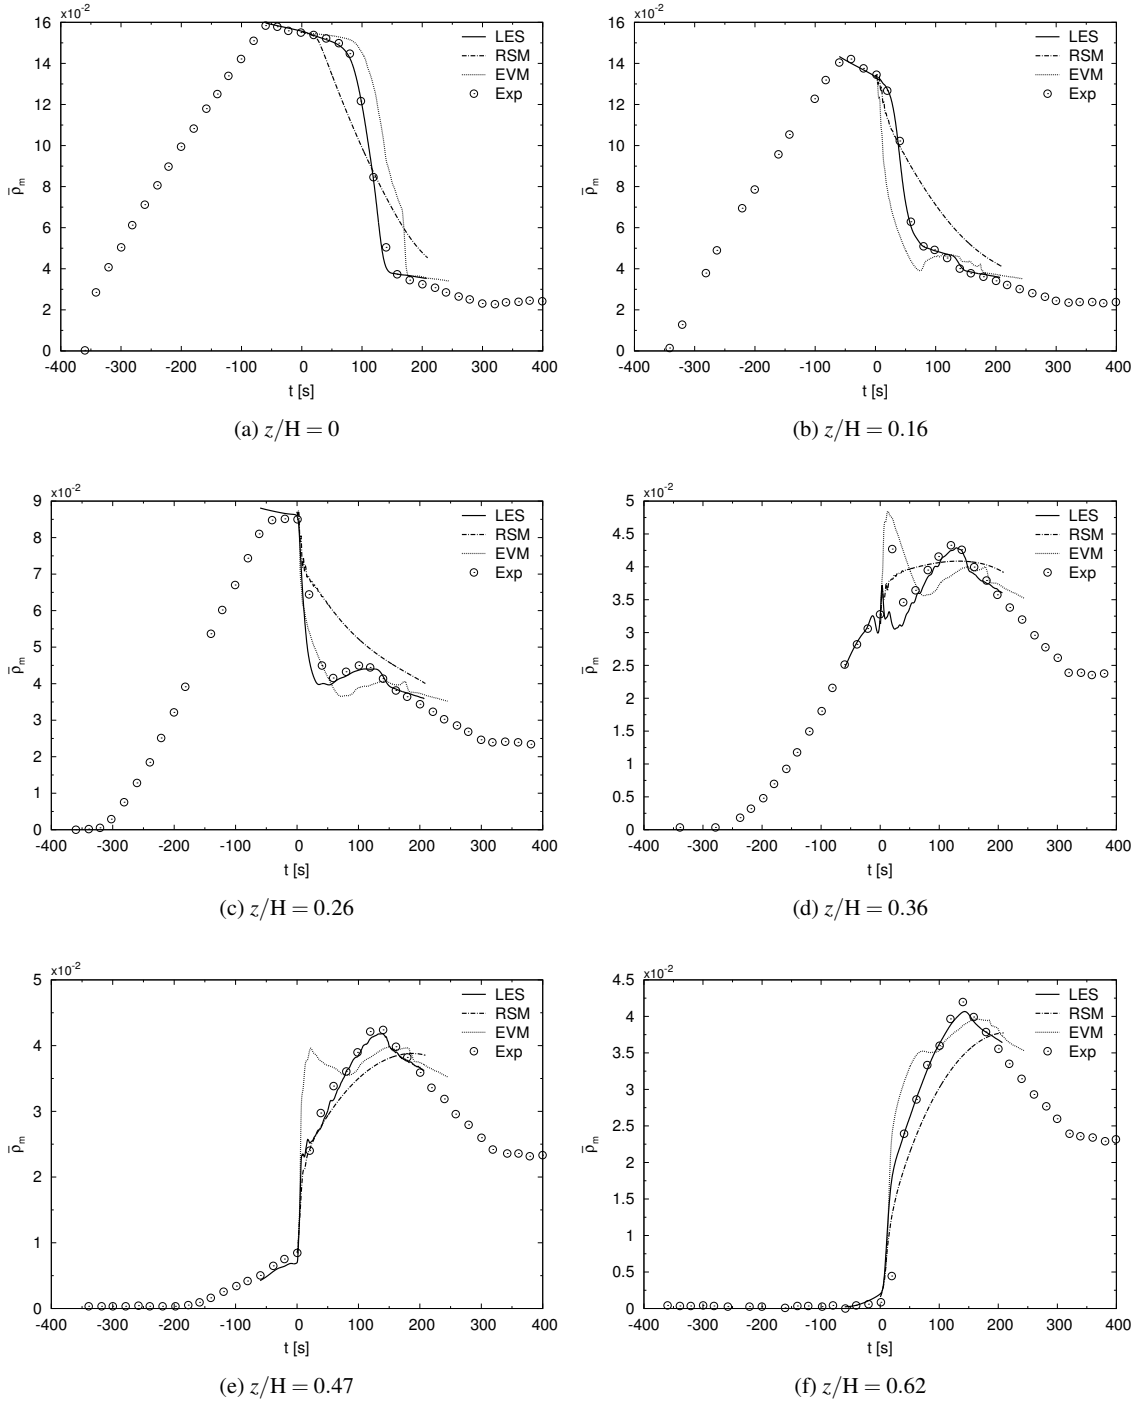 x10⁻²
16
14
12
10
8
6
4
2
0
ρ̅ₘ
-400 -300 -200 -100 0 100 200 300 400
t [s]
LES
RSM
EVM
Exp
(a) z/H = 0
x10⁻²
16
14
12
10
8
6
4
2
0
ρ̅ₘ
-400 -300 -200 -100 0 100 200 300 400
t [s]
LES
RSM
EVM
Exp
(b) z/H = 0.16
x10⁻²
9
8
7
6
5
4
3
2
1
0
ρ̅ₘ
-400 -300 -200 -100 0 100 200 300 400
t [s]
LES
RSM
EVM
Exp
(c) z/H = 0.26
x10⁻²
5
4.5
4
3.5
3
2.5
2
1.5
1
0.5
0
ρ̅ₘ
-400 -300 -200 -100 0 100 200 300 400
t [s]
LES
RSM
EVM
Exp
(d) z/H = 0.36
x10⁻²
5
4
3
2
1
0
ρ̅ₘ
-400 -300 -200 -100 0 100 200 300 400
t [s]
LES
RSM
EVM
Exp
(e) z/H = 0.47
x10⁻²
4.5
4
3.5
3
2.5
2
1.5
1
0.5
0
ρ̅ₘ
-400 -300 -200 -100 0 100 200 300 400
t [s]
LES
RSM
EVM
Exp
(f) z/H = 0.62